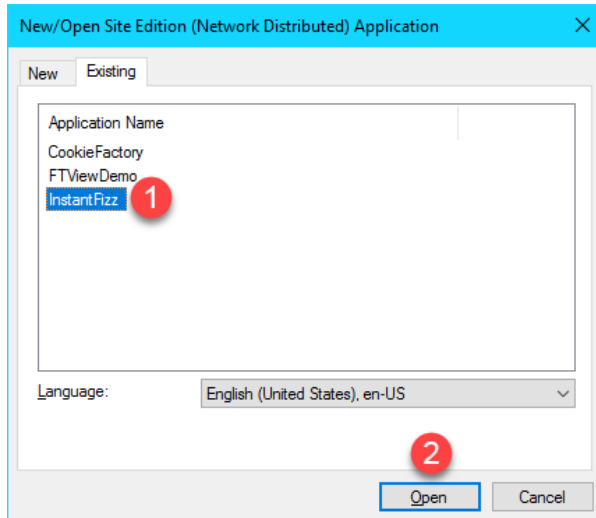 New/Open Site Edition (Network Distributed) Application
New Existing
Application Name
CookieFactory
FTViewDemo
InstantFizz 1
Language: English (United States), en-US
2
Open Cancel